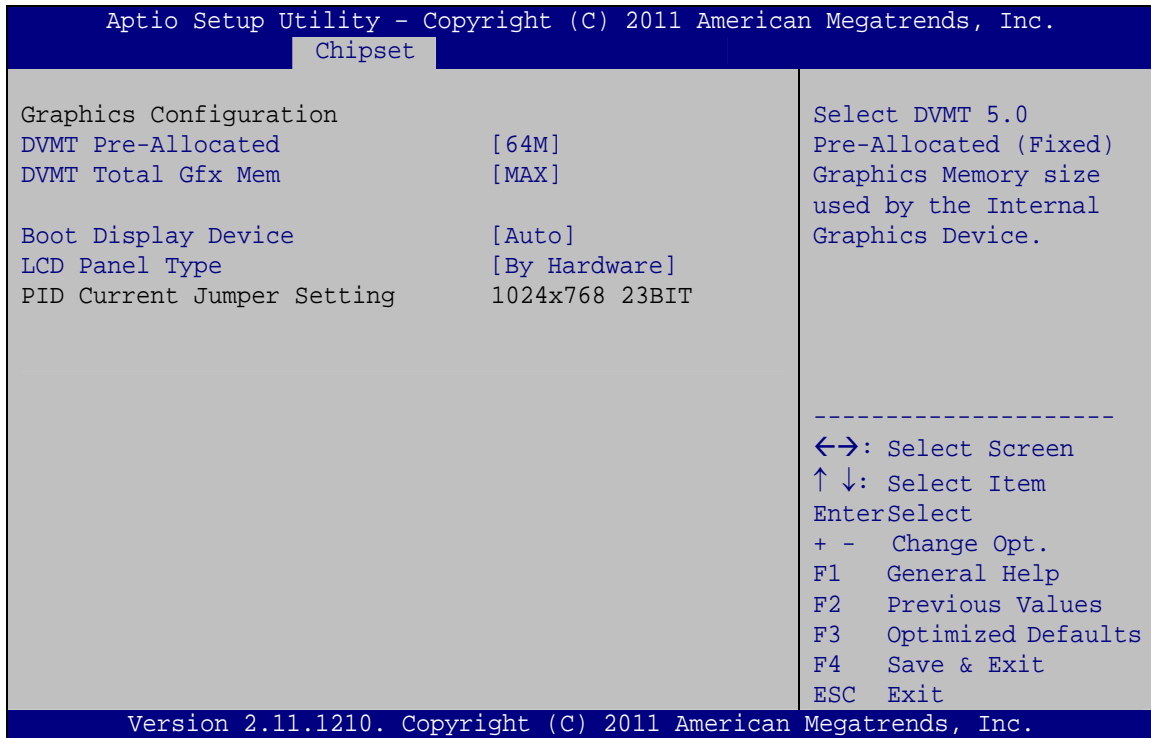 Aptio Setup Utility – Copyright (C) 2011 American Megatrends, Inc.
Chipset
Graphics Configuration
DVMT Pre-Allocated [64M]
DVMT Total Gfx Mem [MAX]
Boot Display Device [Auto]
LCD Panel Type [By Hardware]
PID Current Jumper Setting 1024x768 23BIT
Select DVMT 5.0
Pre-Allocated (Fixed)
Graphics Memory size
used by the Internal
Graphics Device.
---------------------
←→: Select Screen
↑ ↓: Select Item
EnterSelect
+ - Change Opt.
F1 General Help
F2 Previous Values
F3 Optimized Defaults
F4 Save & Exit
ESC Exit
Version 2.11.1210. Copyright (C) 2011 American Megatrends, Inc.